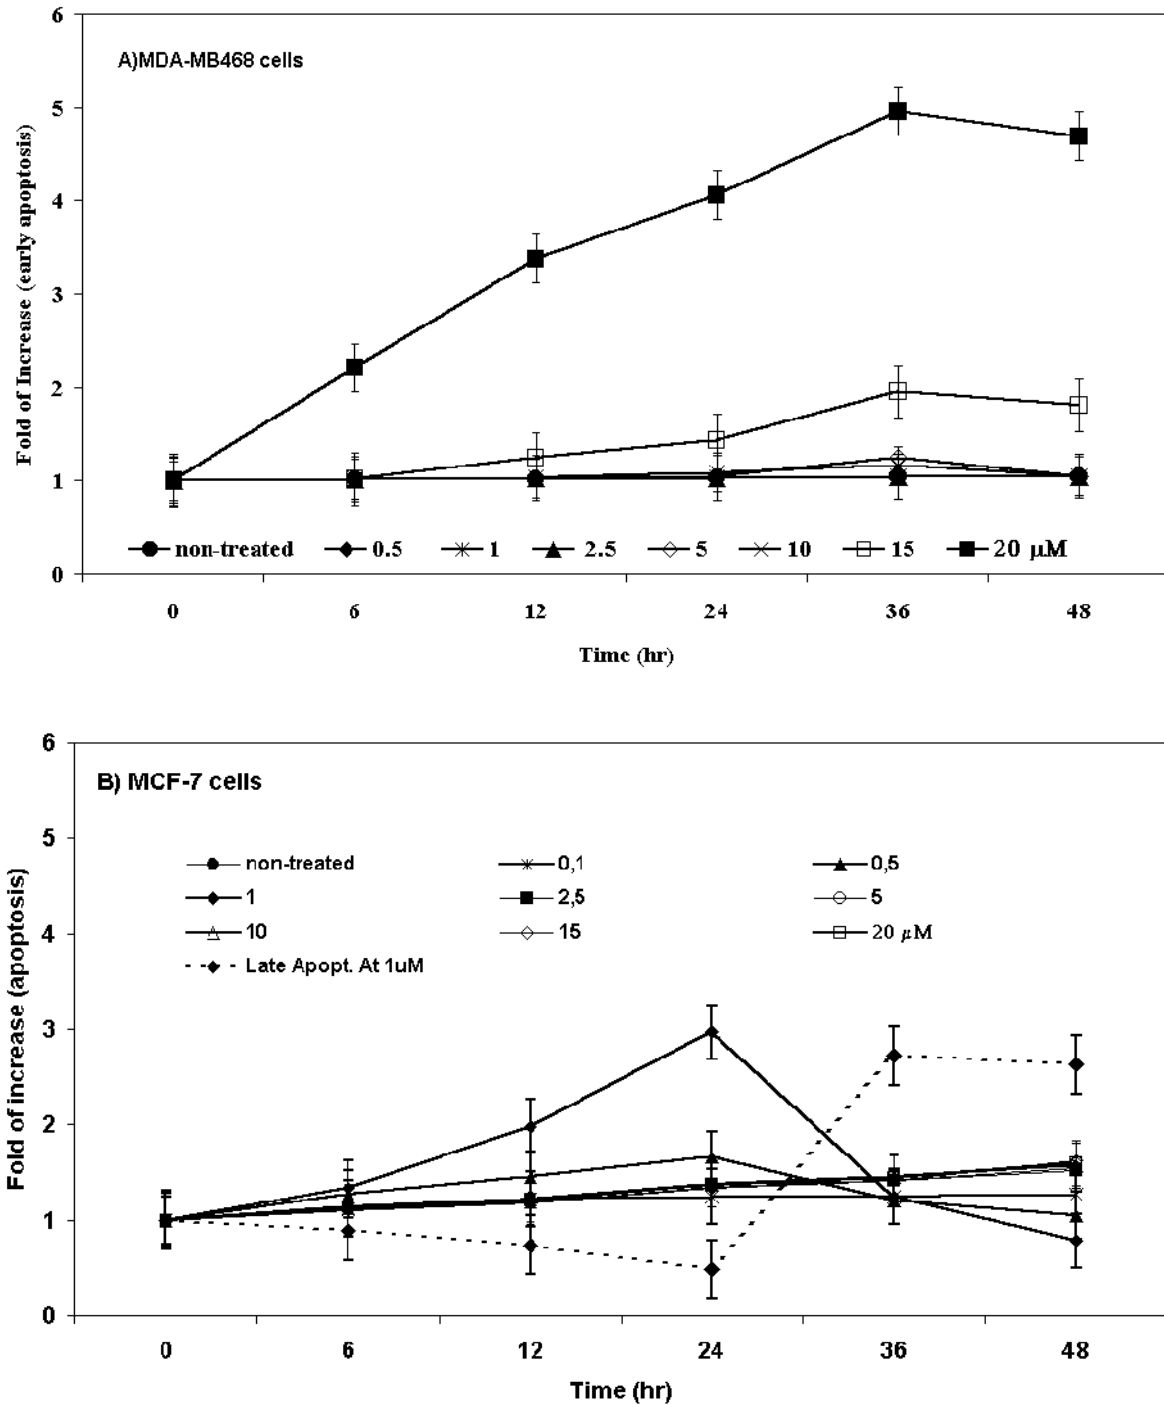 6
A)MDA-MB468 cells
5
4
3
2
1
0
Fold of Increase (early apoptosis)
non-treated 0.5 1 2.5 5 10 15 20 µM
0 6 12 24 36 48
Time (hr)
6
B) MCF-7 cells
5
4
3
2
1
0
Fold of increase (apoptosis)
non-treated 0,1 0,5
1 2,5 5
10 15 20 µM
Late Apopt. At 1uM
0 6 12 24 36 48
Time (hr)